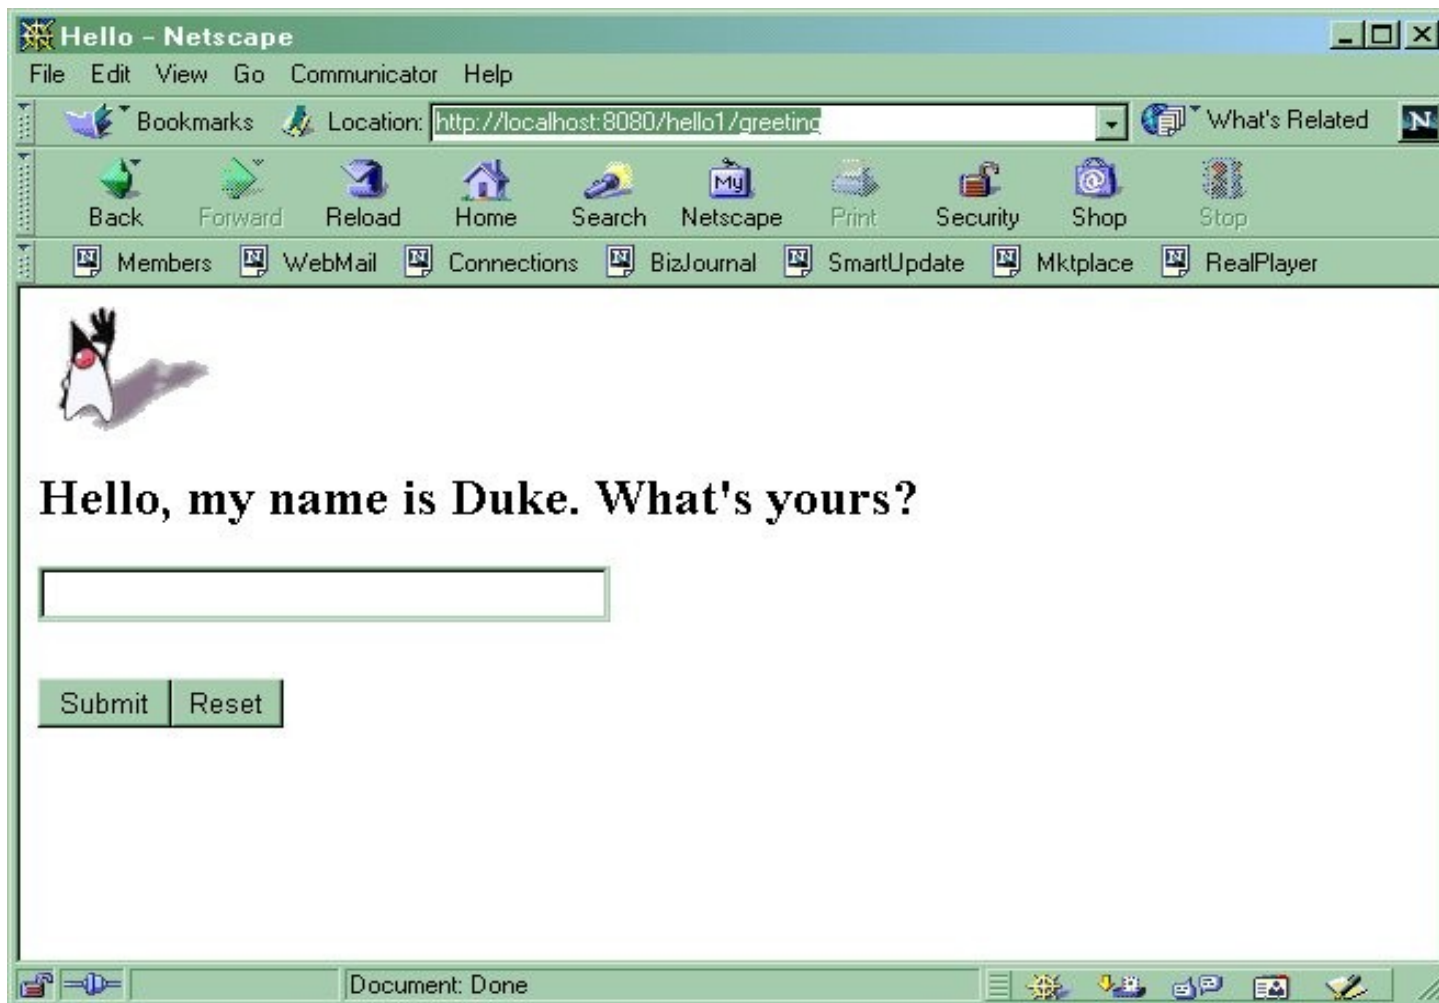 Hello - Netscape
File Edit View Go Communicator Help
Bookmarks Location: http://localhost:8080/hello1/greeting What's Related N
Back Forward Reload Home Search My Netscape Print Security Shop Stop
Members WebMail Connections BizJournal SmartUpdate Mktplace RealPlayer
Hello, my name is Duke. What's yours?
Submit Reset
Document: Done